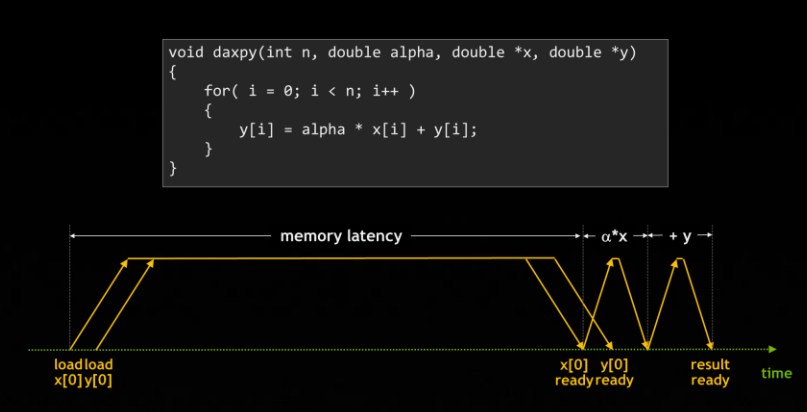 void daxpy(int n, double alpha, double *x, double *y)
{
    for( i = 0; i < n; i++ )
    {
        y[i] = alpha * x[i] + y[i];
    }
}
memory latency
α*x
+ y
load load
x[0] y[0]
x[0] y[0]
ready ready
result
ready
time